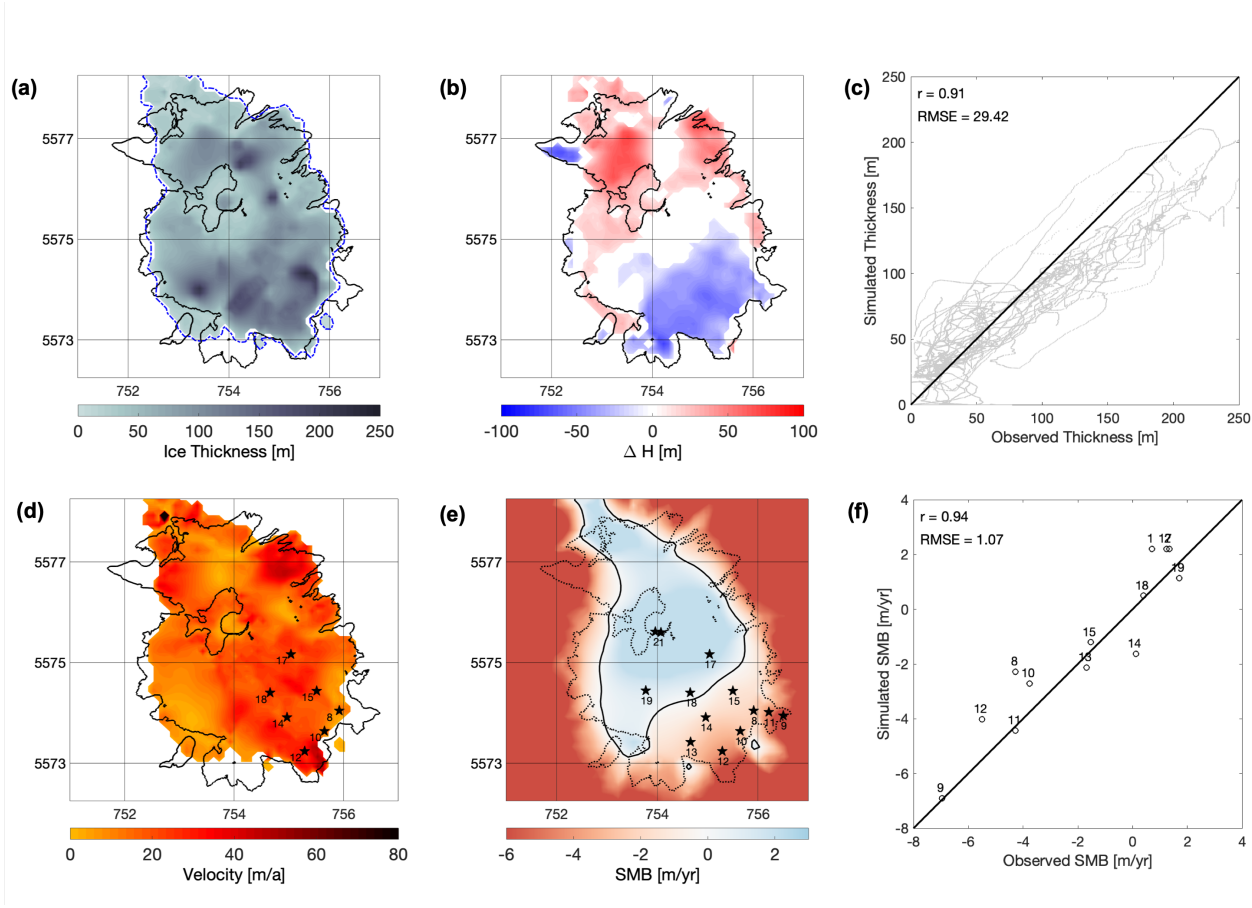 (a)
5577
5575
5573
752 754 756
0 50 100 150 200 250
Ice Thickness [m]
(b)
752 754 756
-100 -50 0 50 100
Δ H [m]
(c)
r = 0.91
RMSE = 29.42
250
200
150
100
50
0
0 50 100 150 200 250
Simulated Thickness [m]
Observed Thickness [m]
(d)
5577
5575
5573
17
18
15
14
8
10
12
752 754 756
0 20 40 60 80
Velocity [m/a]
(e)
5577
5575
5573
21
17
19
18
15
14
8
11
9
10
13
12
752 754 756
-6 -4 -2 0 2
SMB [m/yr]
(f)
r = 0.94
RMSE = 1.07
4
2
0
-2
-4
-6
-8
1
19
18
15
14
13
8
10
12
11
9
-8 -6 -4 -2 0 2 4
Simulated SMB [m/yr]
Observed SMB [m/yr]